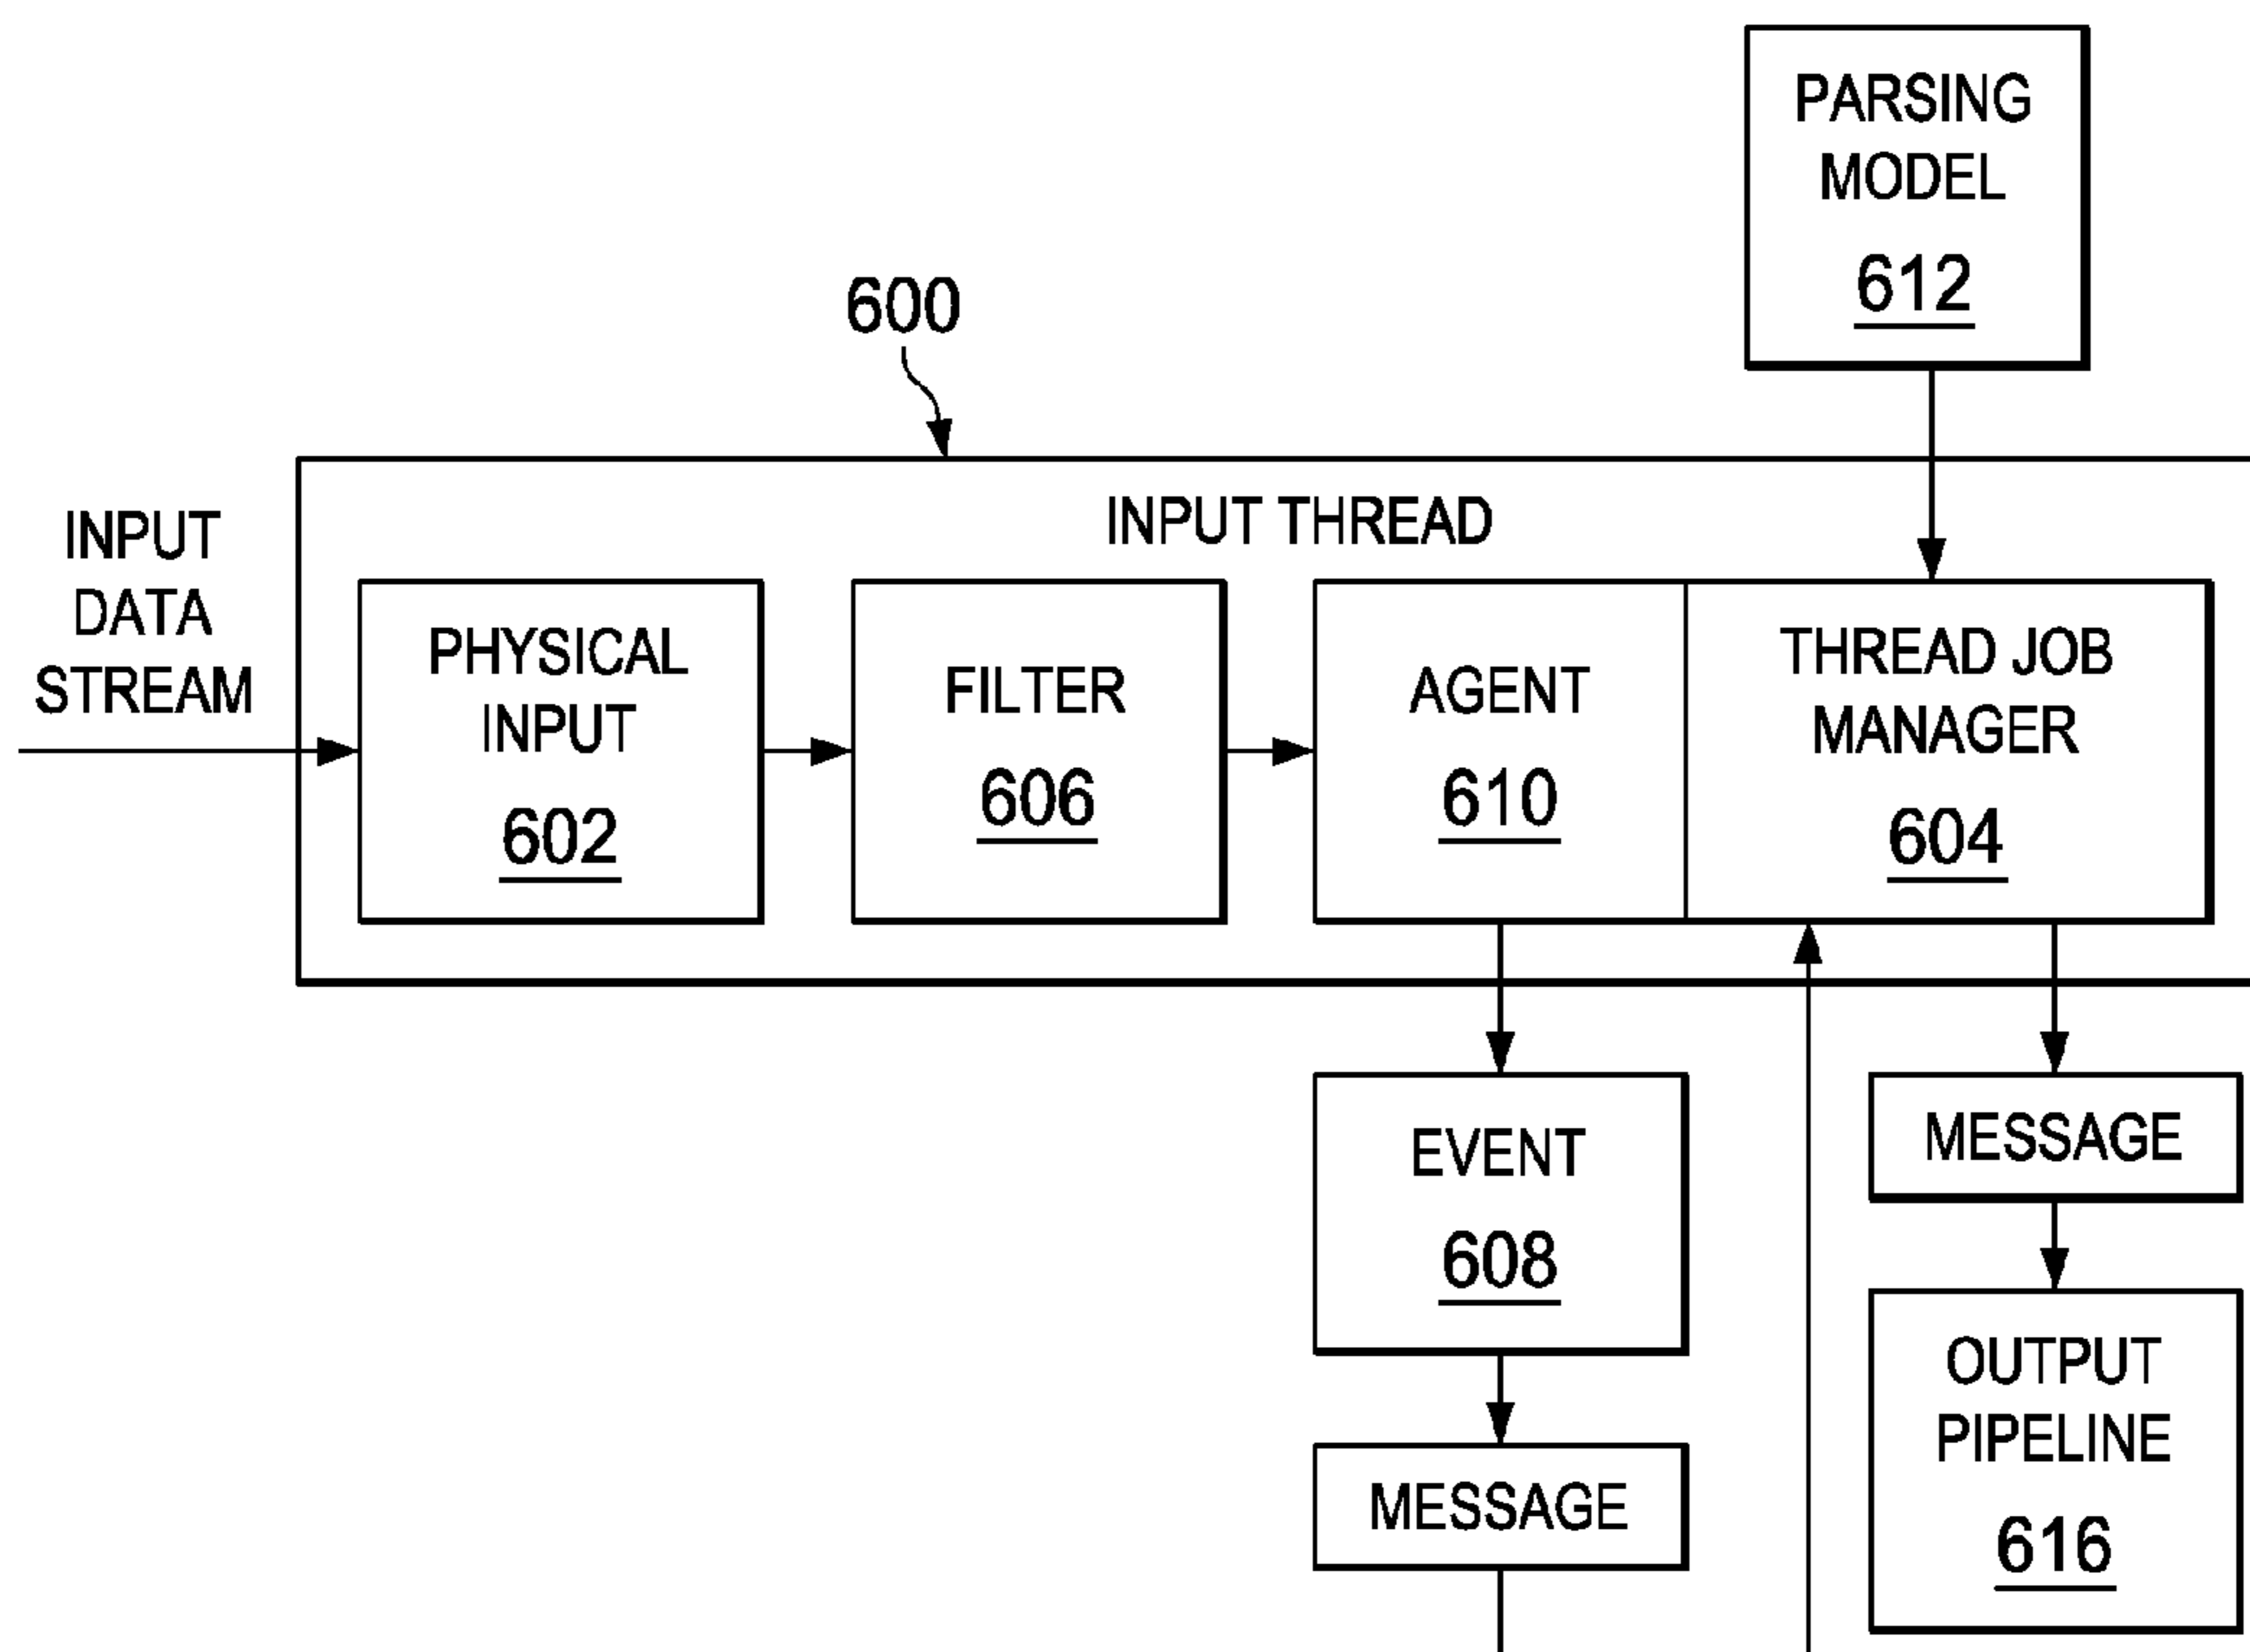 PARSING
MODEL
612
600
INPUT THREAD
INPUT
DATA
STREAM
PHYSICAL
INPUT
602
FILTER
606
AGENT
610
THREAD JOB
MANAGER
604
EVENT
608
MESSAGE
MESSAGE
OUTPUT
PIPELINE
616